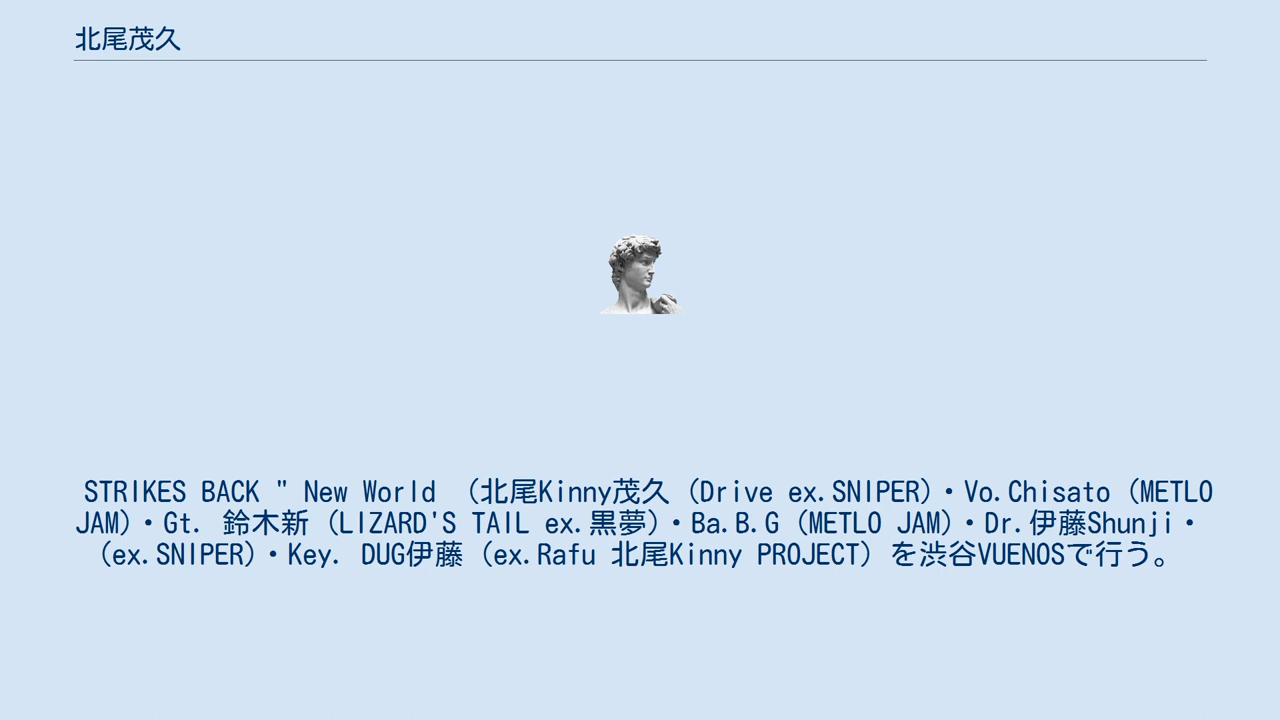 北尾茂久
STRIKES BACK " New World （北尾Kinny茂久（Drive ex.SNIPER）・Vo.Chisato（METLO
JAM）・Gt. 鈴木新（LIZARD'S TAIL ex.黒夢）・Ba.B.G（METLO JAM）・Dr.伊藤Shunji・
（ex.SNIPER）・Key. DUG伊藤（ex.Rafu 北尾Kinny PROJECT）を渋谷VUENOSで行う。